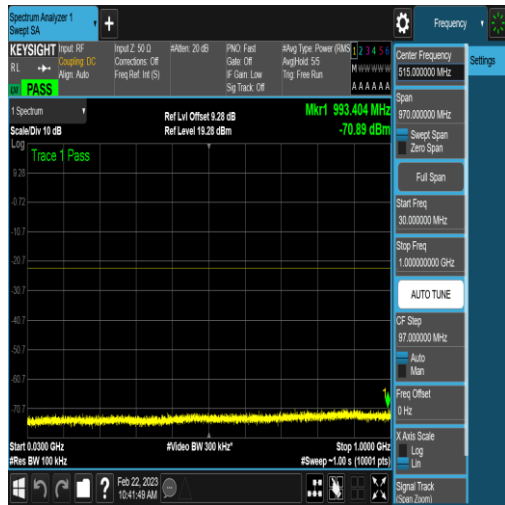 Spectrum Analyzer 1
Swept SA
+
Frequency
KEYSIGHT
Input: RF
Input Z: 50 Ω
#Atten: 20 dB
PNO: Fast
#Avg Type: Power (RMS
1 2 3 4 5 6
RL
Coupling: DC
Corrections: Off
Gate: Off
Avg|Hold: 5/5
M W W W W W
Align: Auto
Freq Ref: Int (S)
IF Gain: Low
Trig: Free Run
Sig Track: Off
A A A A A A
PASS
1 Spectrum
Ref Lvl Offset 9.28 dB
Mkr1 993.404 MHz
Scale/Div 10 dB
Ref Level 19.28 dBm
-70.89 dBm
Log
Trace 1 Pass
9.28
-0.72
-10.7
-20.7
-30.7
-40.7
-50.7
-60.7
-70.7
1
Start 0.0300 GHz
#Video BW 300 kHz*
Stop 1.0000 GHz
#Res BW 100 kHz
#Sweep ~1.00 s (10001 pts)
Feb 22, 2023
10:41:49 AM
?
Center Frequency
515.000000 MHz
Settings
Span
970.000000 MHz
Swept Span
Zero Span
Full Span
Start Freq
30.000000 MHz
Stop Freq
1.000000000 GHz
AUTO TUNE
CF Step
97.000000 MHz
Auto
Man
Freq Offset
0 Hz
X Axis Scale
Log
Lin
Signal Track
(Span Zoom)